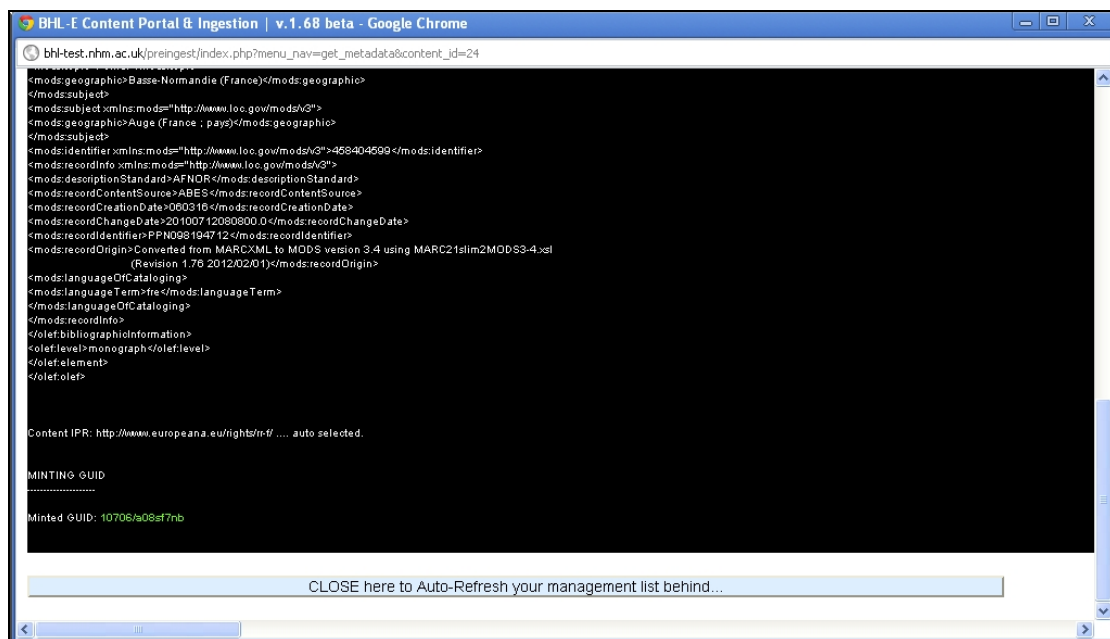 BHL-E Content Portal & Ingestion | v.1.68 beta - Google Chrome
bhl-test.nhm.ac.uk/preingest/index.php?menu_nav=get_metadata&content_id=24
<mods:geographic>Basse-Normandie (France)</mods:geographic>
</mods:subject>
<mods:subject xmlns:mods="http://www.loc.gov/mods/v3">
<mods:geographic>Auge (France ; pays)</mods:geographic>
</mods:subject>
<mods:identifier xmlns:mods="http://www.loc.gov/mods/v3">458404599</mods:identifier>
<mods:recordInfo xmlns:mods="http://www.loc.gov/mods/v3">
<mods:descriptionStandard>AFNOR</mods:descriptionStandard>
<mods:recordContentSource>ABES</mods:recordContentSource>
<mods:recordCreationDate>060316</mods:recordCreationDate>
<mods:recordChangeDate>20100712080800.0</mods:recordChangeDate>
<mods:recordIdentifier>PPN098194712</mods:recordIdentifier>
<mods:recordOrigin>Converted from MARCXML to MODS version 3.4 using MARC21slim2MODS3-4.xsl
(Revision 1.76 2012/02/01)</mods:recordOrigin>
<mods:languageOfCataloging>
<mods:languageTerm>fre</mods:languageTerm>
</mods:languageOfCataloging>
</mods:recordInfo>
</olef:bibliographicInformation>
<olef:level>monograph</olef:level>
</olef:element>
</olef:olef>
Content IPR: http://www.europeana.eu/rights/rr-f/ .... auto selected.
MINTING GUID
---------------------
Minted GUID: 10706/a08sf7nb
CLOSE here to Auto-Refresh your management list behind...